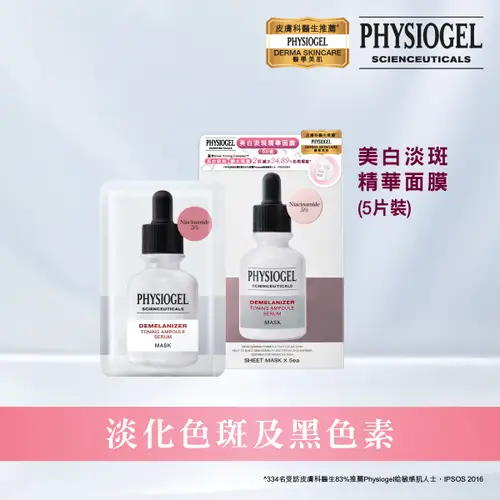 皮膚科醫生推薦^
PHYSIOGEL
DERMA SKINCARE
醫學美肌
PHYSIOGEL
SCIENCEUTICALS
美白淡斑
精華面膜
(5片裝)
Niacinamide
5%
PHYSIOGEL
SCIENCEUTICALS
DEMELANIZER
TONING AMPOULE
SERUM
MASK
PHYSIOGEL
美白淡斑精華面膜
Niacinamide
5%
PHYSIOGEL
SCIENCEUTICALS
DEMELANIZER
TONING AMPOULE
SERUM
MASK
SHEET MASK X 5ea
淡化色斑及黑色素
^334名受訪皮膚科醫生83%推薦Physiogel給敏感肌人士，IPSOS 2016